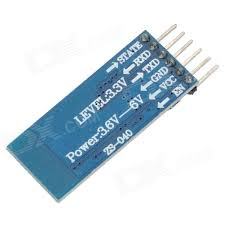 STATE
RXD
TXD
GND
VCC
EN
LEVEL:3.3V
Power:3.6V---6V
ZS-040